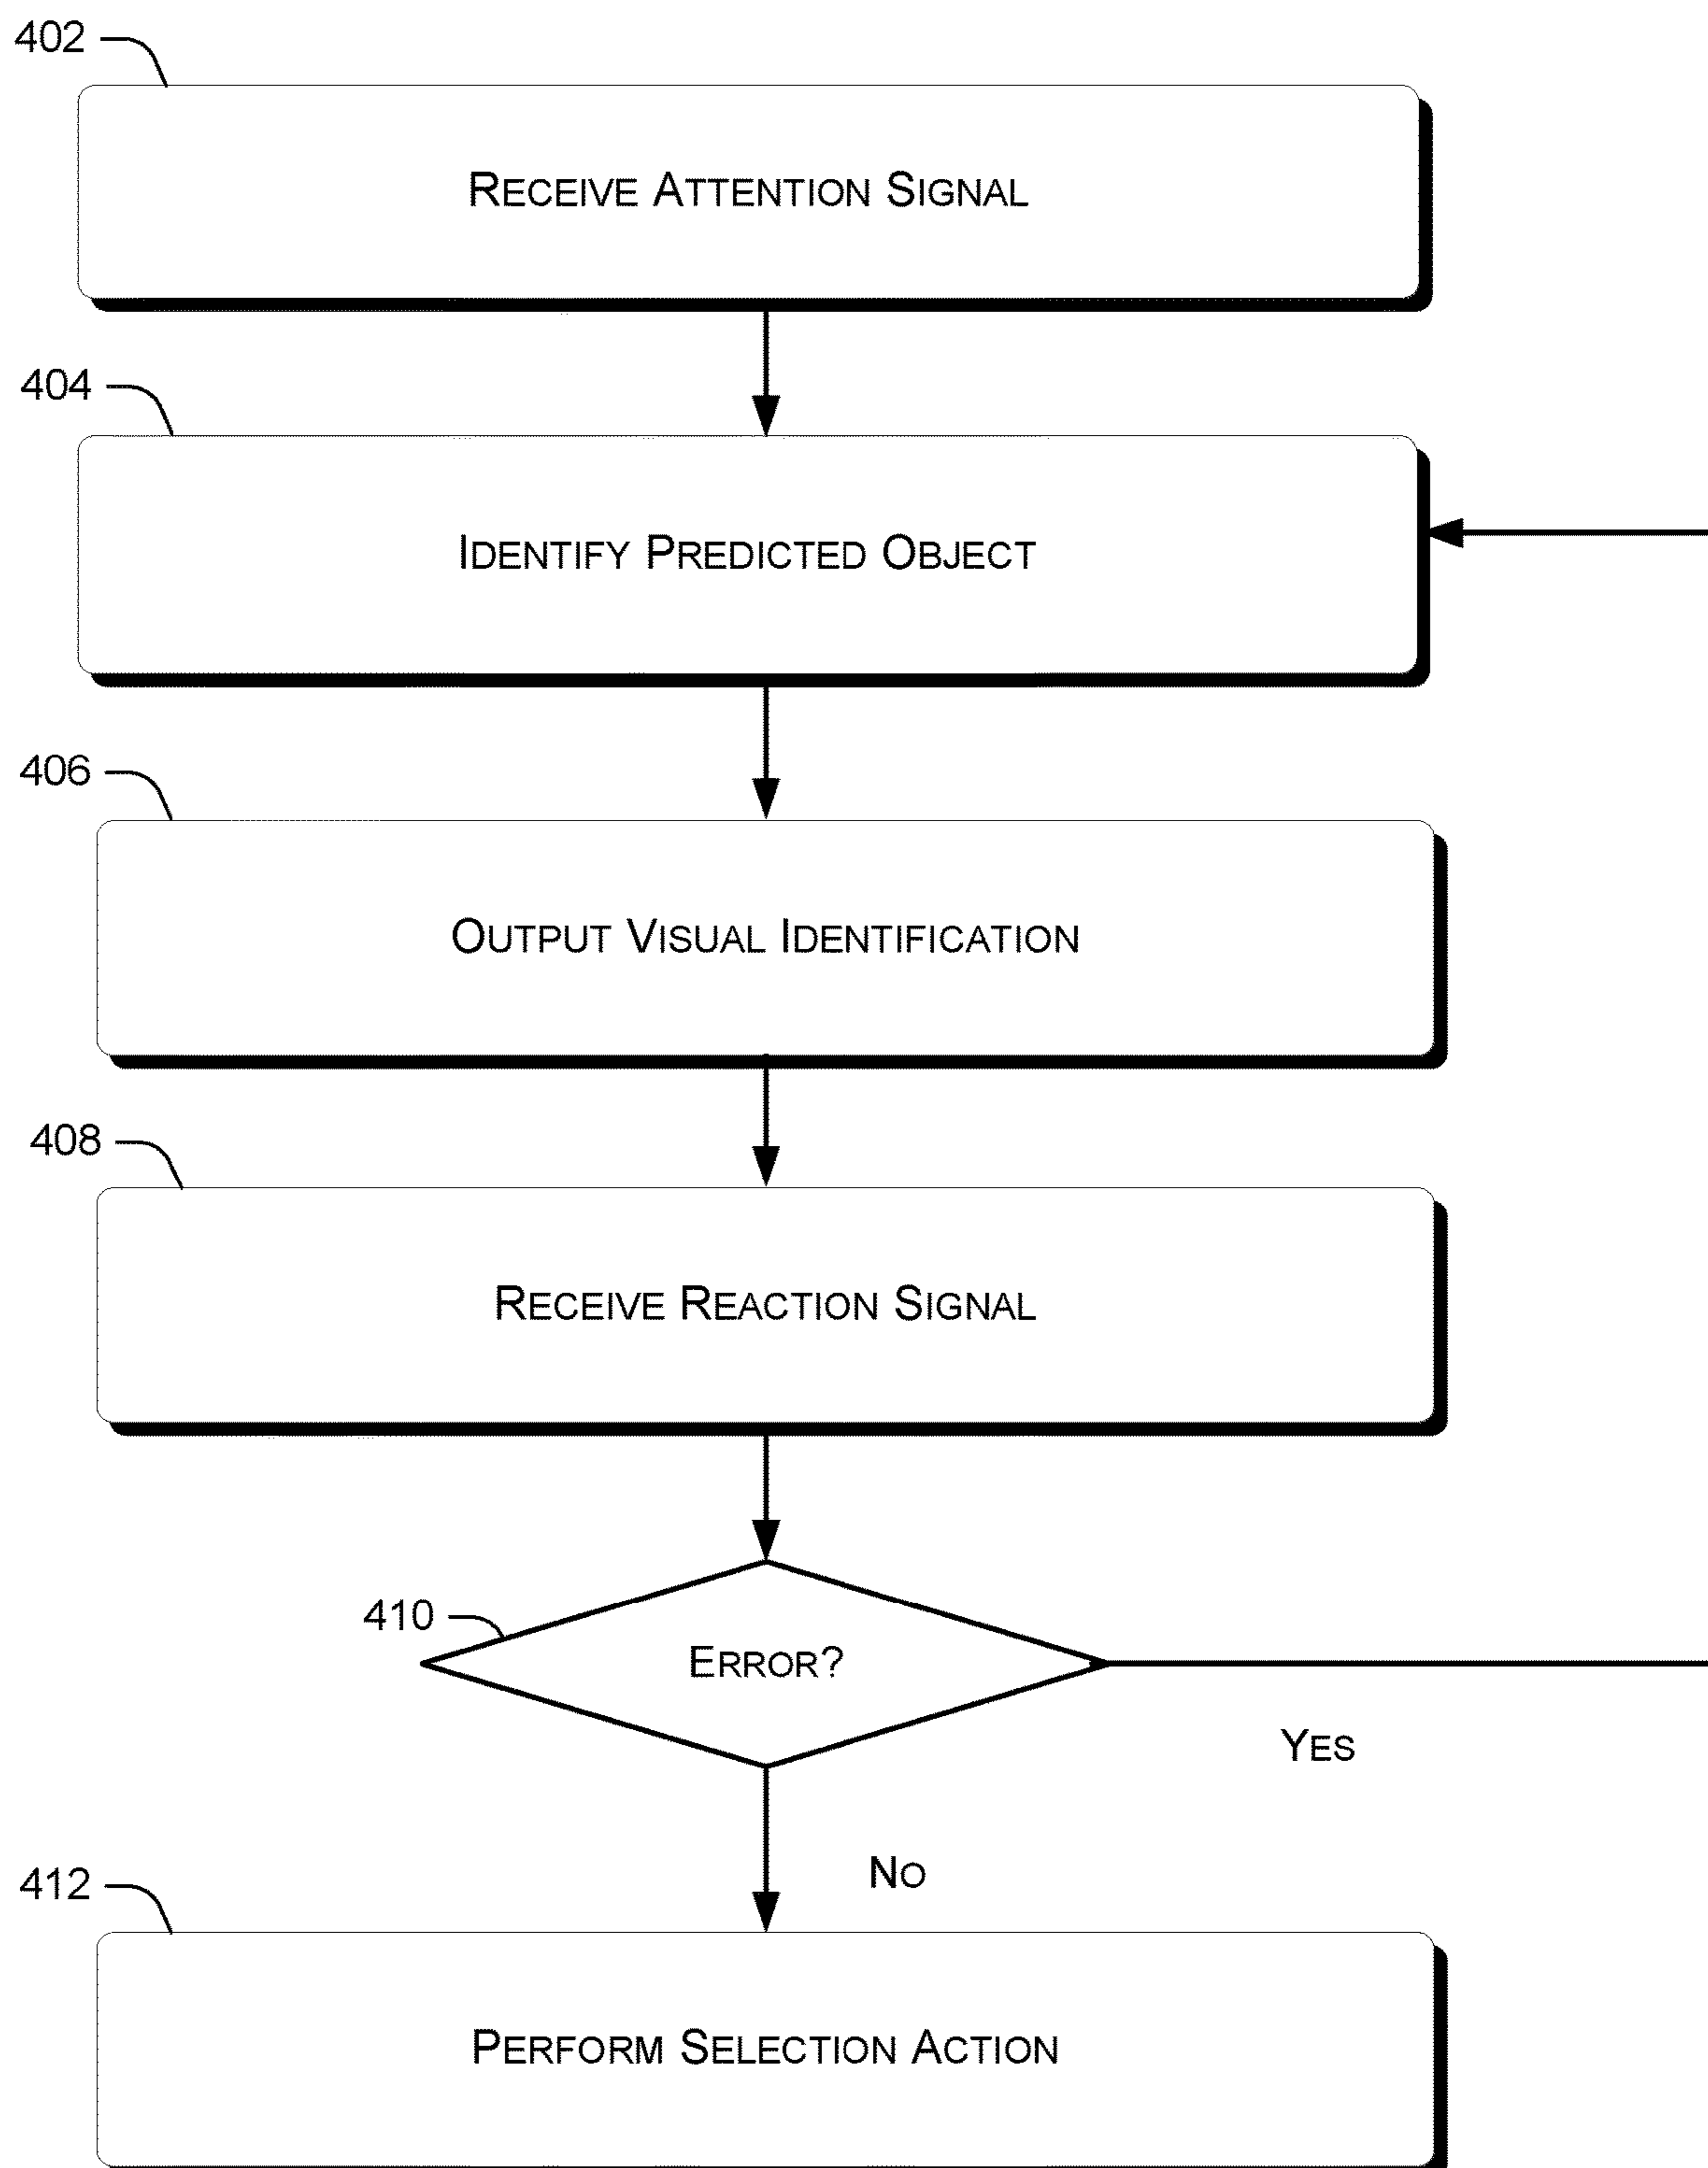 402
RECEIVE ATTENTION SIGNAL
404
IDENTIFY PREDICTED OBJECT
406
OUTPUT VISUAL IDENTIFICATION
408
RECEIVE REACTION SIGNAL
410
ERROR?
YES
NO
412
PERFORM SELECTION ACTION